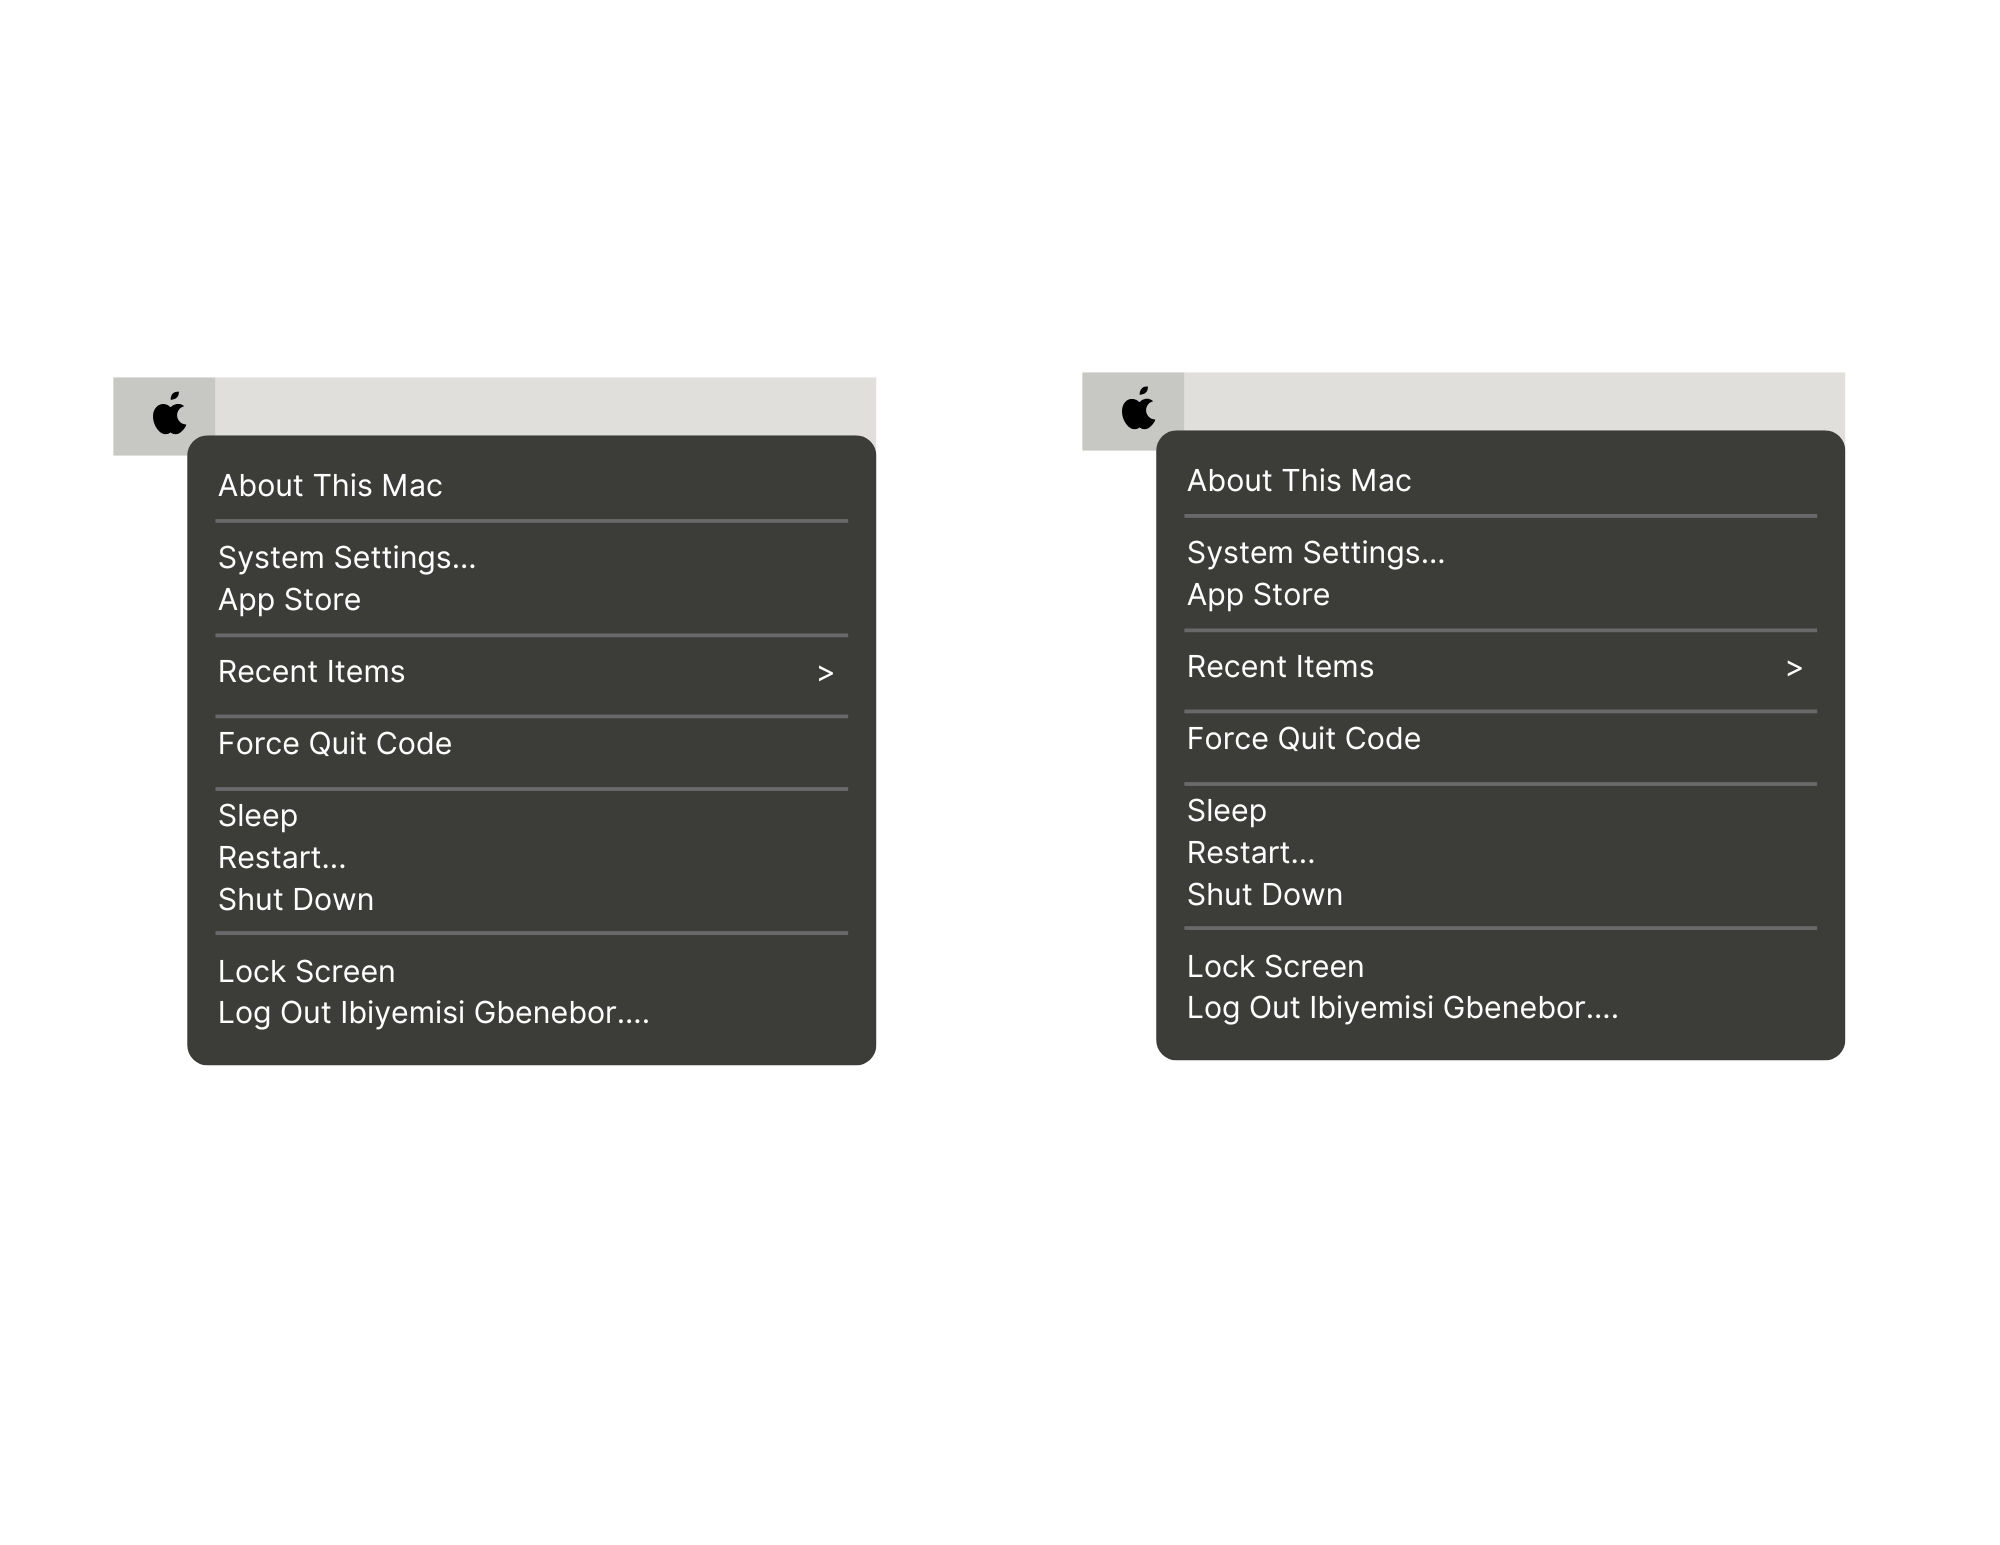 About This Mac
System Settings...
App Store
Recent Items >
Force Quit Code
Sleep
Restart...
Shut Down
Lock Screen
Log Out Ibiyemisi Gbenebor....
About This Mac
System Settings...
App Store
Recent Items >
Force Quit Code
Sleep
Restart...
Shut Down
Lock Screen
Log Out Ibiyemisi Gbenebor....